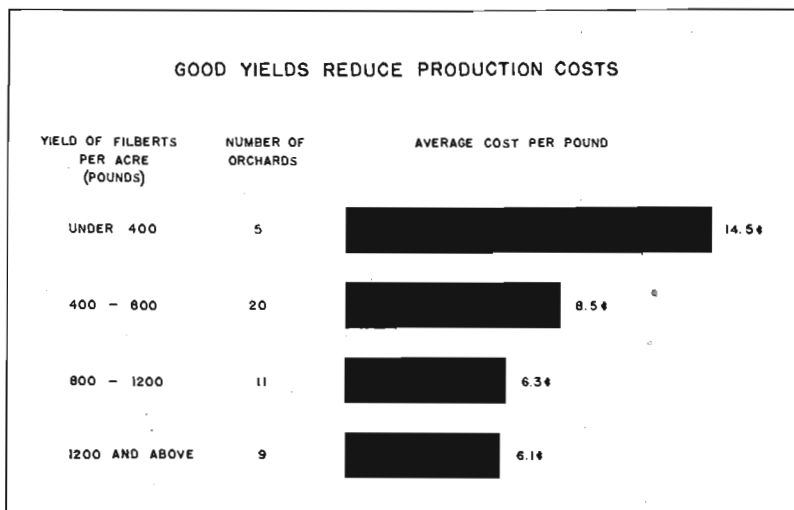 GOOD YIELDS REDUCE PRODUCTION COSTS
YIELD OF FILBERTS PER ACRE (POUNDS) NUMBER OF ORCHARDS AVERAGE COST PER POUND
UNDER 400 5 14.5¢
400 – 800 20 8.5¢
800 – 1200 11 6.3¢
1200 AND ABOVE 9 6.1¢